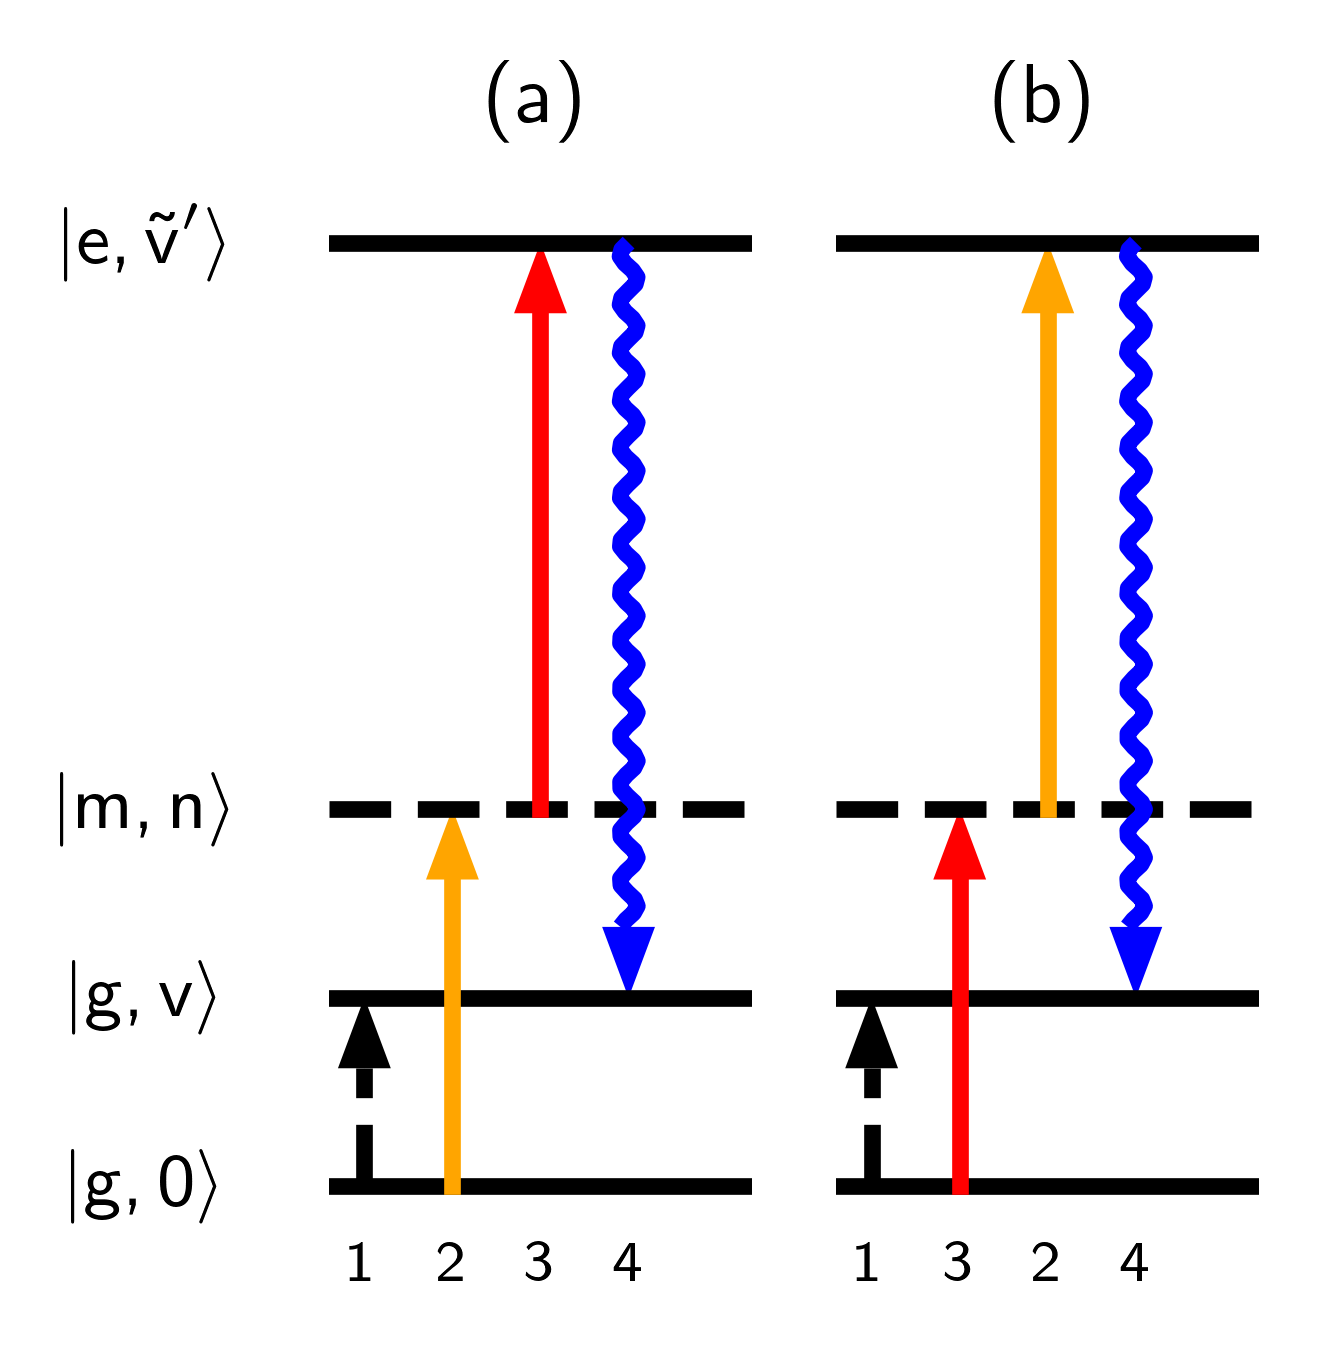 (a) (b)
|e, ṽ′⟩
|m, n⟩
|g, v⟩
|g, 0⟩
1 2 3 4 1 3 2 4